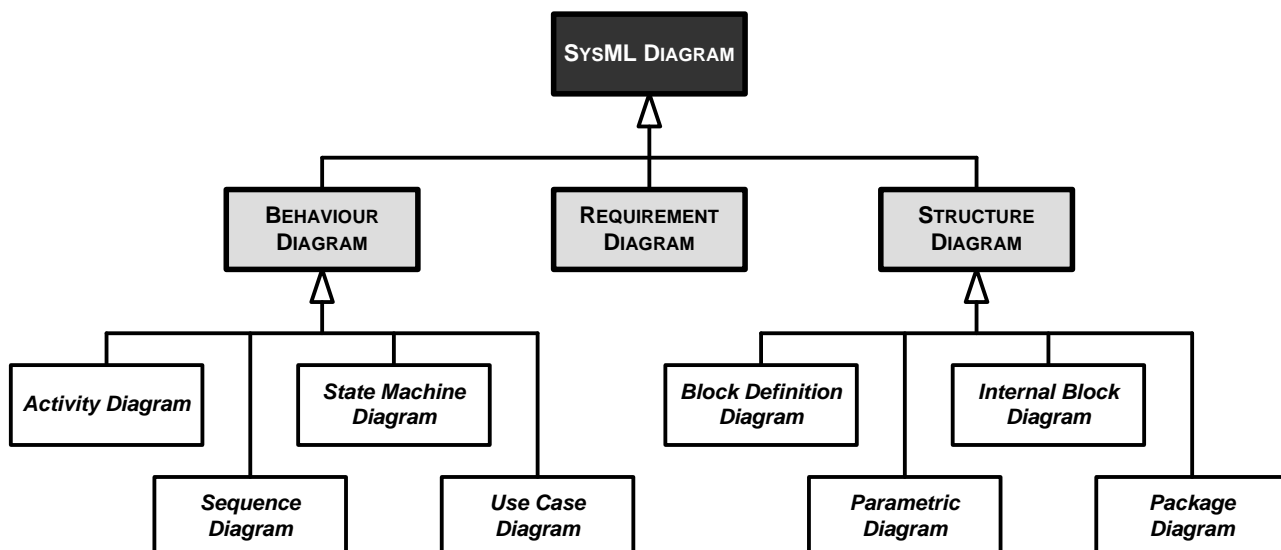 SYSML DIAGRAM
BEHAVIOUR
DIAGRAM
REQUIREMENT
DIAGRAM
STRUCTURE
DIAGRAM
Activity Diagram
State Machine
Diagram
Block Definition
Diagram
Internal Block
Diagram
Sequence
Diagram
Use Case
Diagram
Parametric
Diagram
Package
Diagram